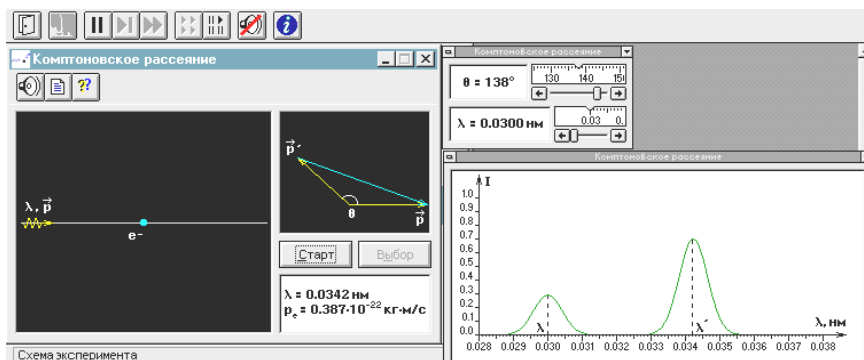 Комптоновское рассеяние
λ, p⃗
e-
p⃗´
θ
p⃗
Старт
Выбор
λ = 0.0342 нм
pₑ = 0.387·10⁻²² кг·м/с
Схема эксперимента
Комптоновское рассеяние
θ = 138°
130 140 15
λ = 0.0300 нм
0.03 0.
Комптоновское рассеяние
I
1.0
0.9
0.8
0.7
0.6
0.5
0.4
0.3
0.2
0.1
0.0
λ
λ´
λ, нм
0.028 0.029 0.030 0.031 0.032 0.033 0.034 0.035 0.036 0.037 0.038